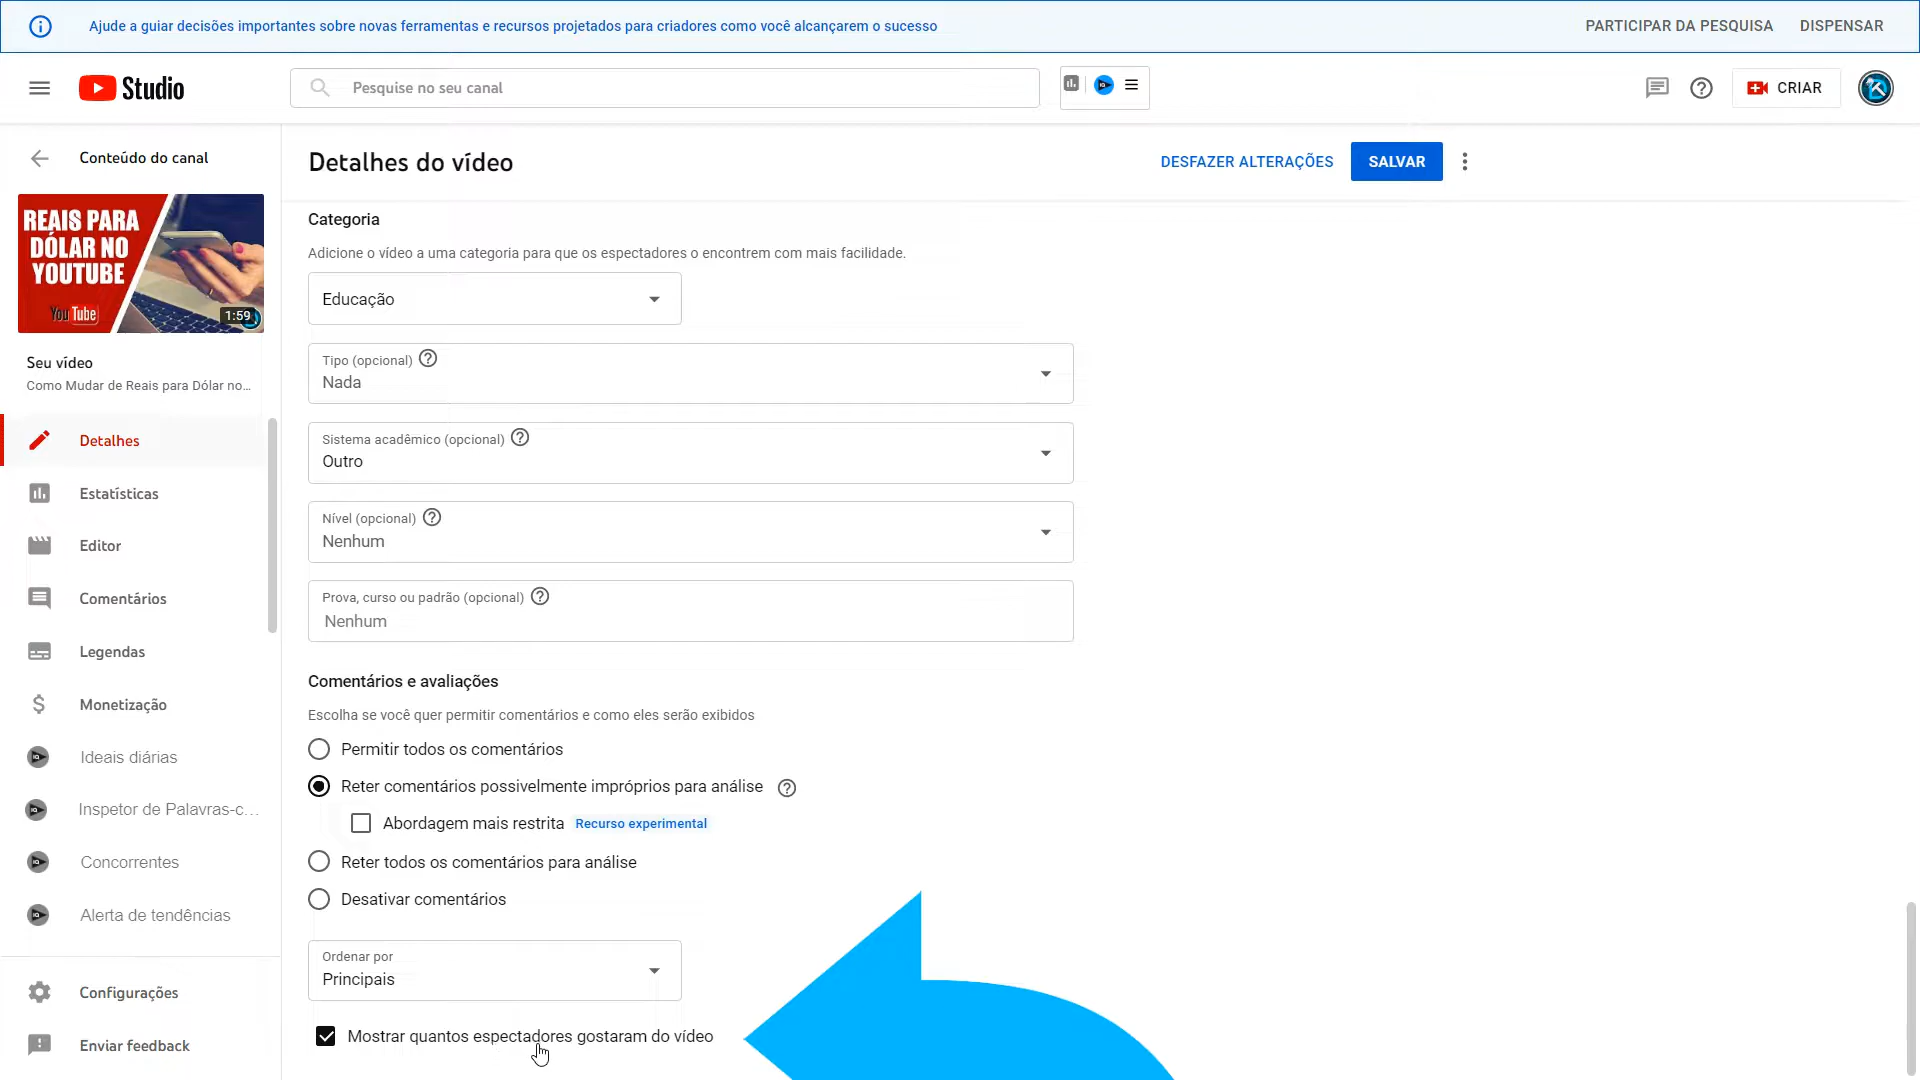 Ajude a guiar decisões importantes sobre novas ferramentas e recursos projetados para criadores como você alcançarem o sucesso
PARTICIPAR DA PESQUISA
DISPENSAR
Studio
Pesquise no seu canal
CRIAR
Conteúdo do canal
REAIS PARA
DÓLAR NO
YOUTUBE
YouTube
1:59
Seu vídeo
Como Mudar de Reais para Dólar no...
Detalhes
Estatísticas
Editor
Comentários
Legendas
Monetização
Ideais diárias
Inspetor de Palavras-c...
Concorrentes
Alerta de tendências
Configurações
Enviar feedback
Detalhes do vídeo
DESFAZER ALTERAÇÕES
SALVAR
Categoria
Adicione o vídeo a uma categoria para que os espectadores o encontrem com mais facilidade.
Educação
Tipo (opcional)
Nada
Sistema acadêmico (opcional)
Outro
Nível (opcional)
Nenhum
Prova, curso ou padrão (opcional)
Nenhum
Comentários e avaliações
Escolha se você quer permitir comentários e como eles serão exibidos
Permitir todos os comentários
Reter comentários possivelmente impróprios para análise
Abordagem mais restrita Recurso experimental
Reter todos os comentários para análise
Desativar comentários
Ordenar por
Principais
Mostrar quantos espectadores gostaram do vídeo